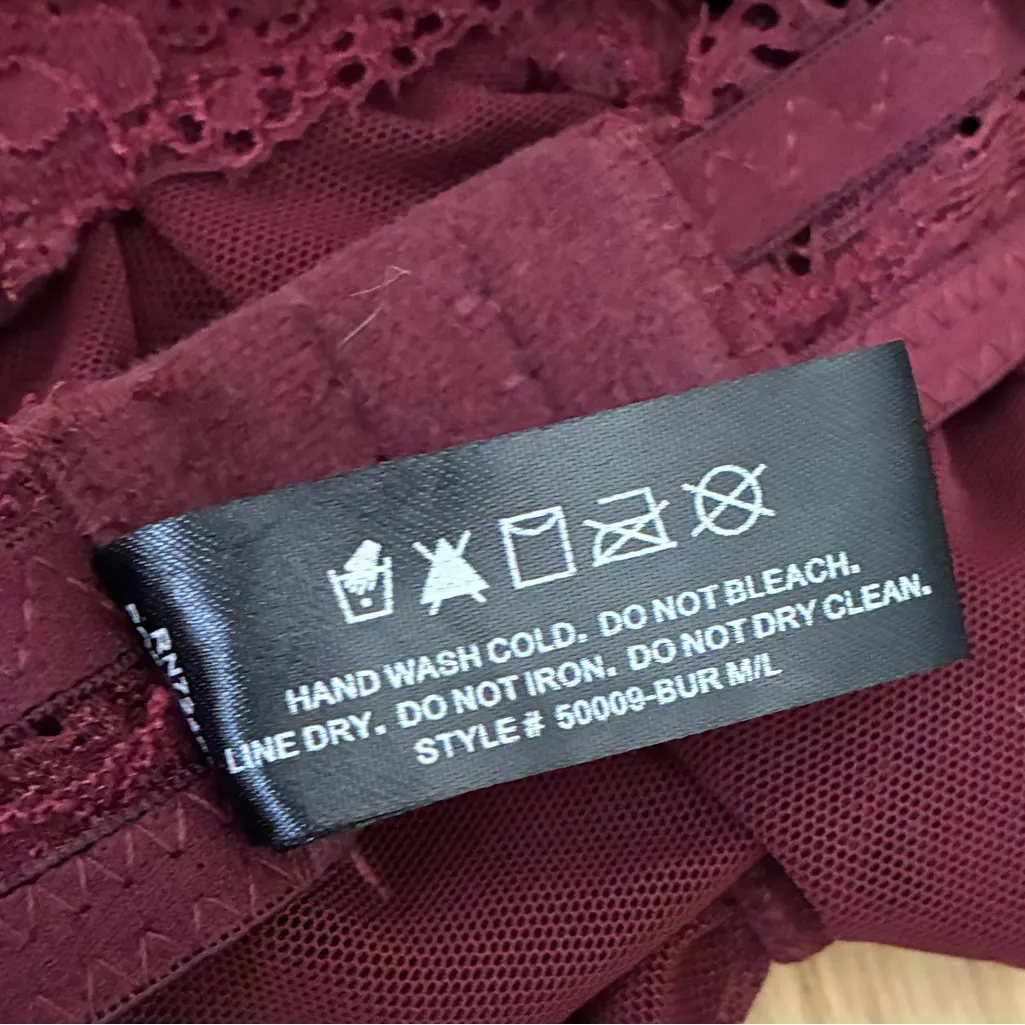 HAND WASH COLD. DO NOT BLEACH.
LINE DRY. DO NOT IRON. DO NOT DRY CLEAN.
STYLE # 50009-BUR M/L